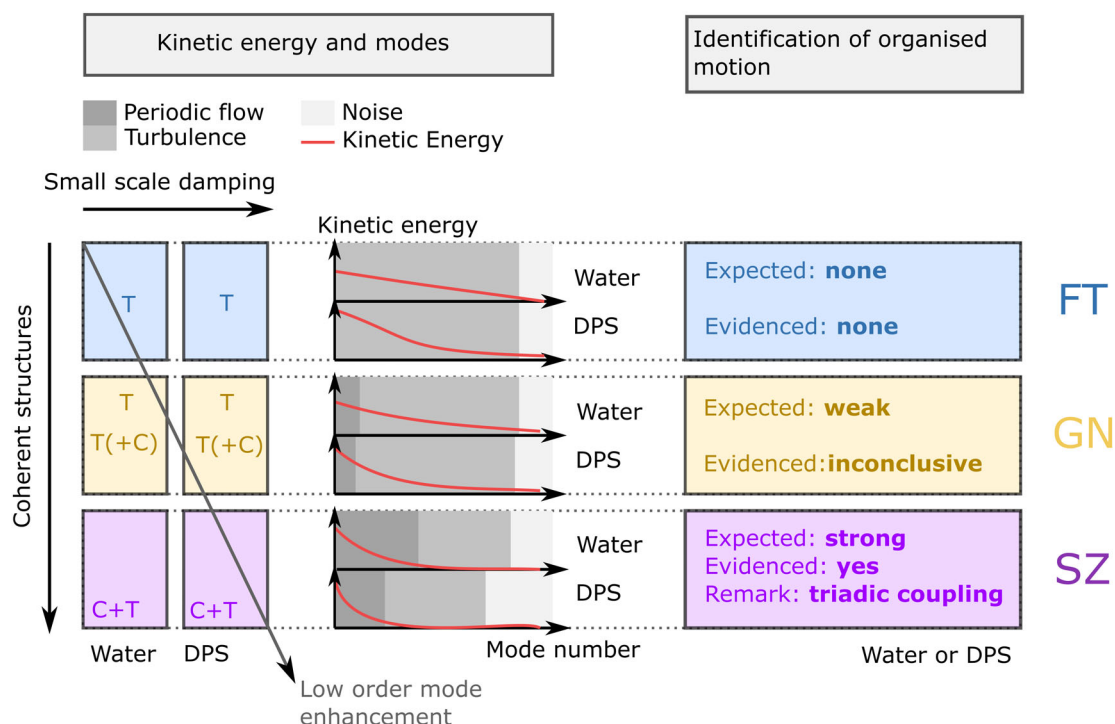 Kinetic energy and modes
Identification of organised
motion
Periodic flow
Noise
Turbulence
Kinetic Energy
Small scale damping
Kinetic energy
Coherent structures
T
T
Water
DPS
Expected: none
Evidenced: none
FT
T
T
T(+C)
T(+C)
Water
DPS
Expected: weak
Evidenced:inconclusive
GN
C+T
C+T
Water
DPS
Expected: strong
Evidenced: yes
Remark: triadic coupling
SZ
Water
DPS
Mode number
Water or DPS
Low order mode
enhancement